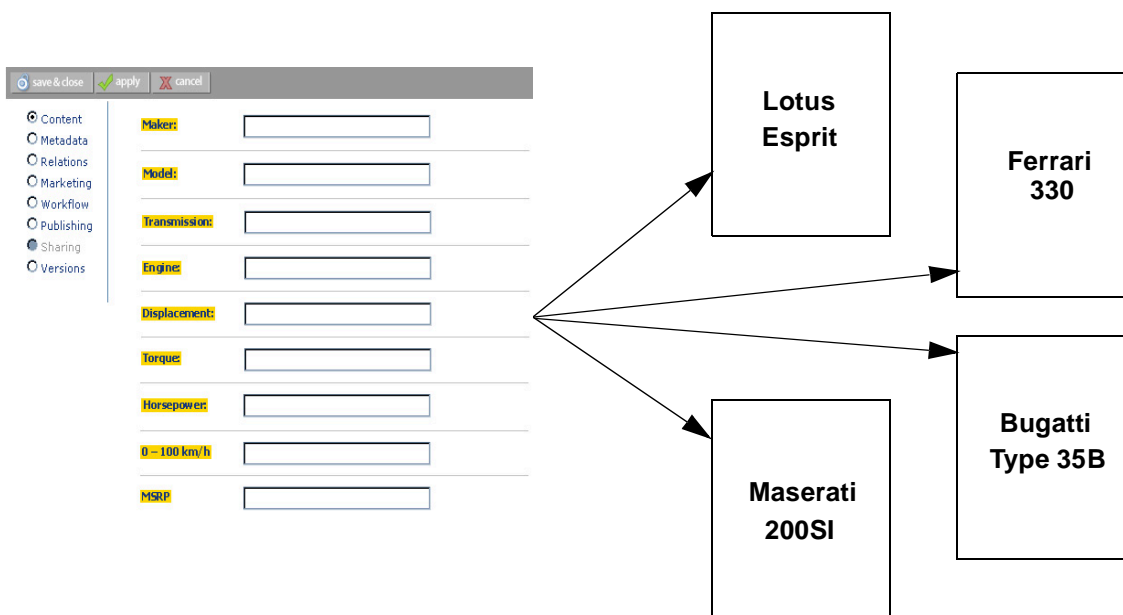 save & close apply cancel
Content
Metadata
Relations
Marketing
Workflow
Publishing
Sharing
Versions
Maker:
Model:
Transmission:
Engine:
Displacement:
Torque:
Horsepower:
0 – 100 km/h
MSRP
Lotus
Esprit
Ferrari
330
Bugatti
Type 35B
Maserati
200SI